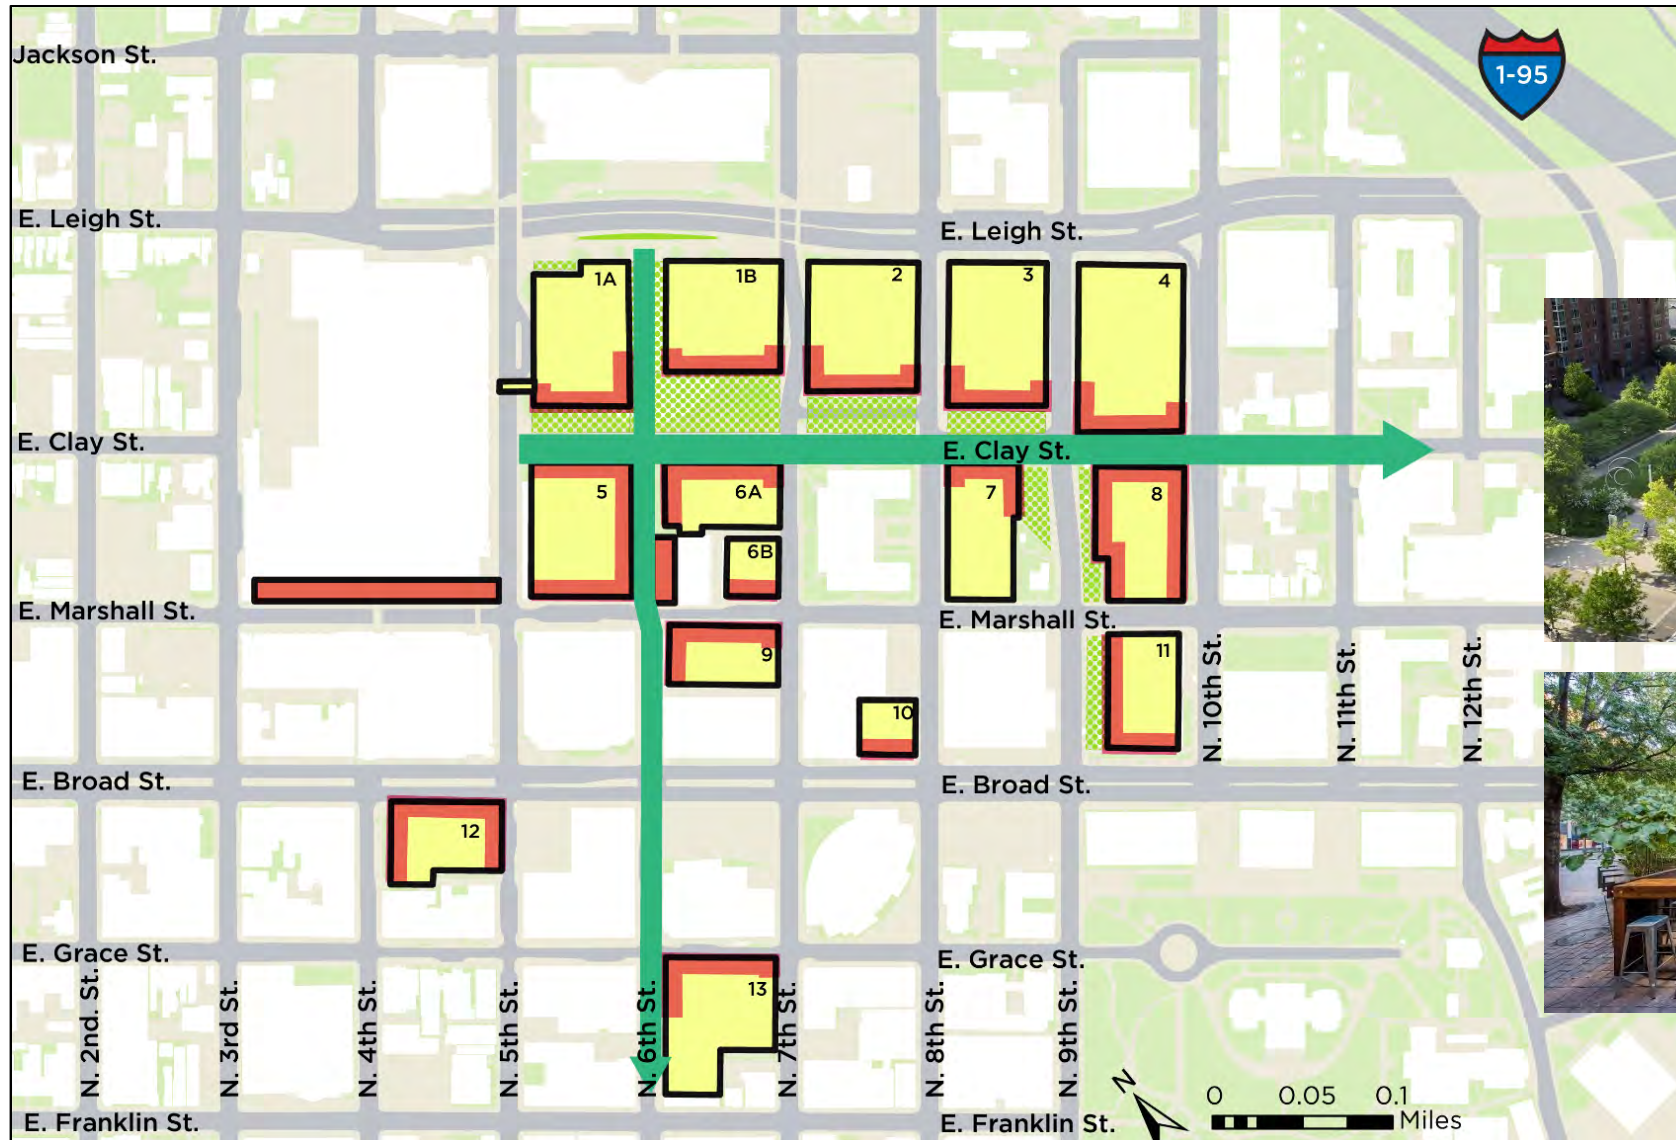 Jackson St.
1-95
E. Leigh St.
E. Leigh St.
1A
1B
2
3
4
E. Clay St.
E. Clay St.
5
6A
7
8
6B
E. Marshall St.
E. Marshall St.
9
11
10
N. 10th St.
N. 11th St.
N. 12th St.
E. Broad St.
E. Broad St.
12
E. Grace St.
E. Grace St.
13
N. 2nd. St.
N. 3rd St.
N. 4th St.
N. 5th St.
N. 6th St.
N. 7th St.
N. 8th St.
N. 9th St.
N
0 0.05 0.1
Miles
E. Franklin St.
E. Franklin St.